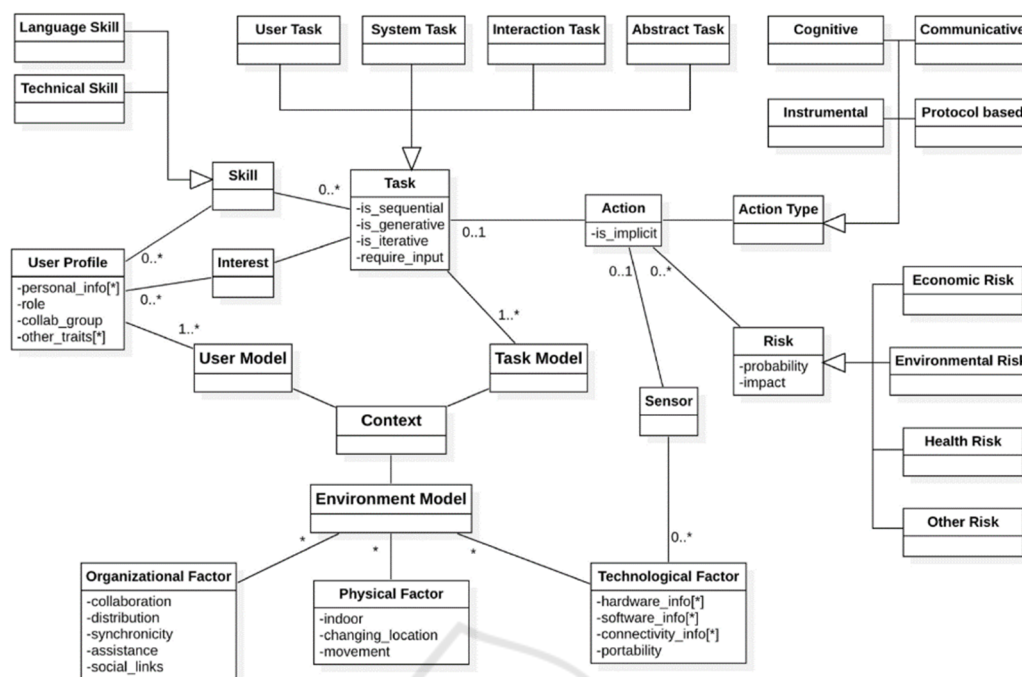 Language Skill
Technical Skill
User Task
System Task
Interaction Task
Abstract Task
Cognitive
Communicative
Instrumental
Protocol based
Skill
0..*
Task
-is_sequential
-is_generative
-is_iterative
-require_input
0..1
Action
-is_implicit
Action Type
User Profile
-personal_info[*]
-role
-collab_group
-other_traits[*]
0..*
0..*
Interest
1..*
User Model
1..*
Task Model
0..1
0..*
Risk
-probability
-impact
Economic Risk
Environmental Risk
Health Risk
Other Risk
Sensor
Context
Environment Model
*
*
*
0..*
Organizational Factor
-collaboration
-distribution
-synchronicity
-assistance
-social_links
Physical Factor
-indoor
-changing_location
-movement
Technological Factor
-hardware_info[*]
-software_info[*]
-connectivity_info[*]
-portability